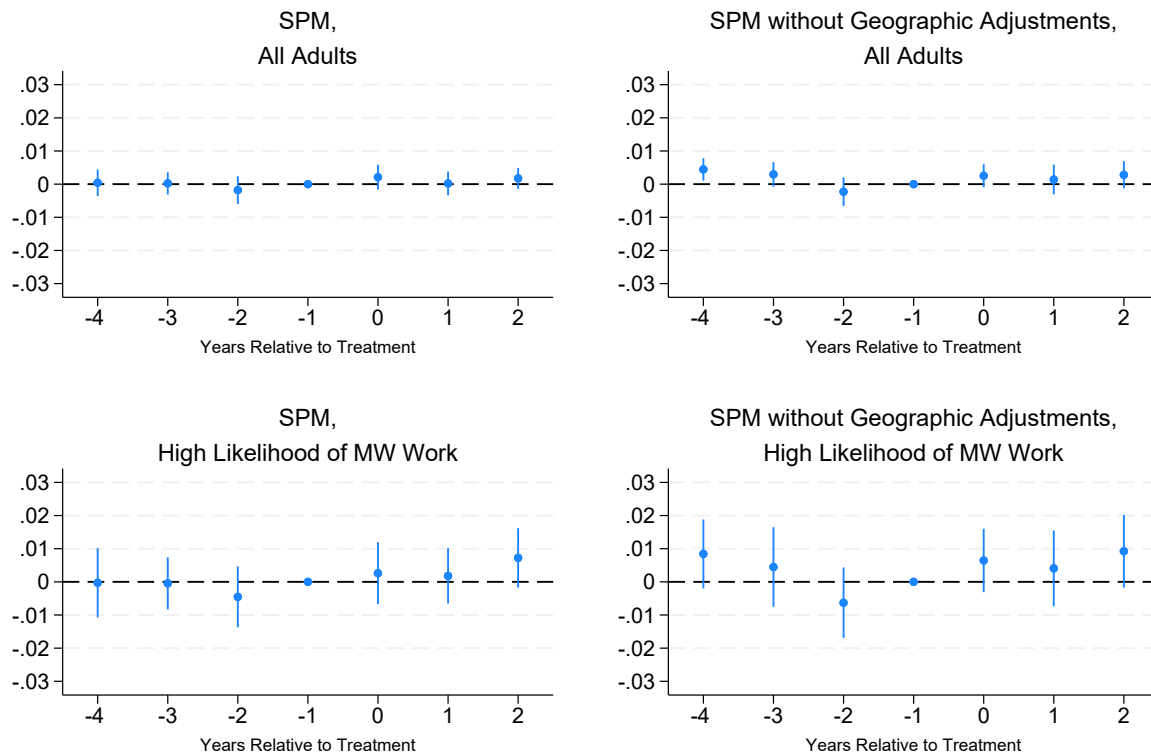 SPM,
All Adults
.03
.02
.01
0
-.01
-.02
-.03
-4 -3 -2 -1 0 1 2
Years Relative to Treatment
SPM without Geographic Adjustments,
All Adults
.03
.02
.01
0
-.01
-.02
-.03
-4 -3 -2 -1 0 1 2
Years Relative to Treatment
SPM,
High Likelihood of MW Work
.03
.02
.01
0
-.01
-.02
-.03
-4 -3 -2 -1 0 1 2
Years Relative to Treatment
SPM without Geographic Adjustments,
High Likelihood of MW Work
.03
.02
.01
0
-.01
-.02
-.03
-4 -3 -2 -1 0 1 2
Years Relative to Treatment